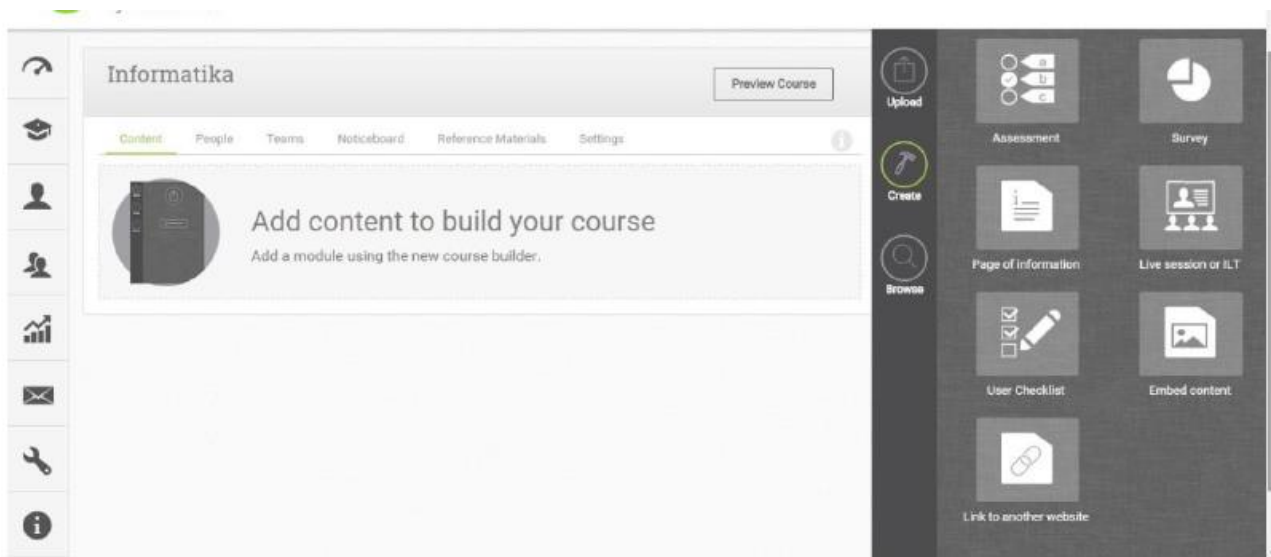 Informatika
Preview Course
Content People Teams Noticeboard Reference Materials Settings
Add content to build your course
Add a module using the new course builder.
Upload
Create
Browse
a
b
c
Assessment
Survey
Page of information
Live session or ILT
User Checklist
Embed content
Link to another website